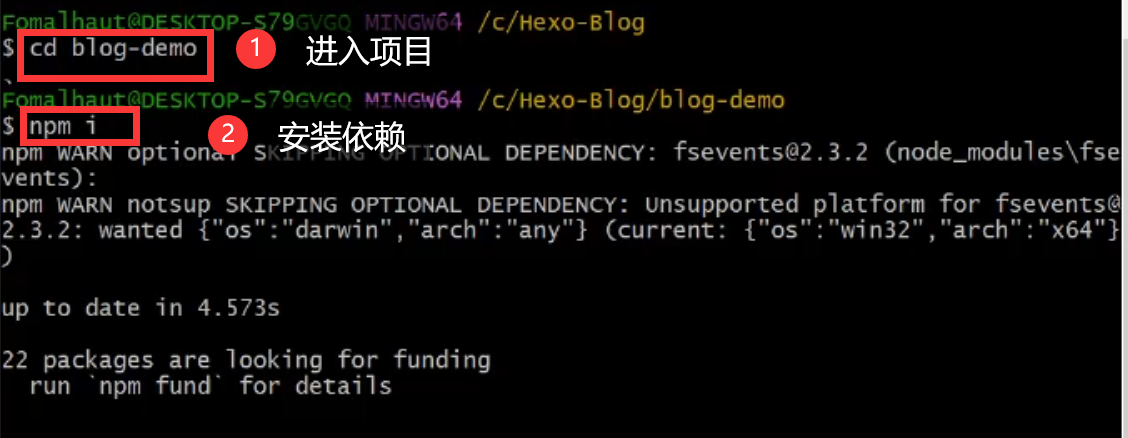 Fomalhaut@DESKTOP-S79GVGQ MINGW64 /c/Hexo-Blog
$ cd blog-demo 1 进入项目
Fomalhaut@DESKTOP-S79GVGQ MINGW64 /c/Hexo-Blog/blog-demo
$ npm i 2 安装依赖
npm WARN optional SKIPPING OPTIONAL DEPENDENCY: fsevents@2.3.2 (node_modules\fse
vents):
npm WARN notsup SKIPPING OPTIONAL DEPENDENCY: Unsupported platform for fsevents@
2.3.2: wanted {"os":"darwin","arch":"any"} (current: {"os":"win32","arch":"x64"}
)
up to date in 4.573s
22 packages are looking for funding
run `npm fund` for details